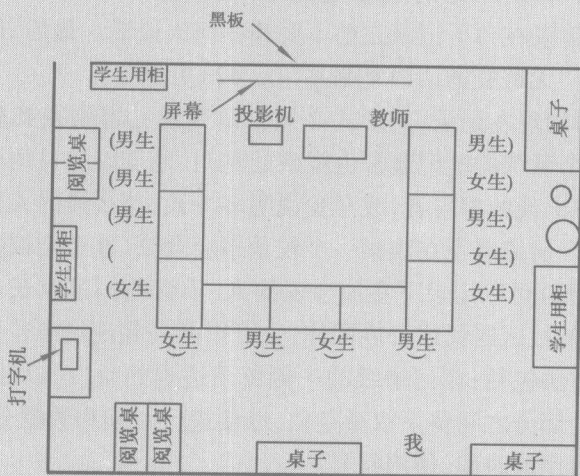 黑板
学生用柜
屏幕
投影机
教师
桌子
阅览桌
(男生
男生)
(男生
女生)
(男生
男生)
学生用柜
(
女生)
(女生
女生)
学生用柜
女生)
男生)
女生)
男生)
打字机
阅览桌
阅览桌
桌子
我)
桌子